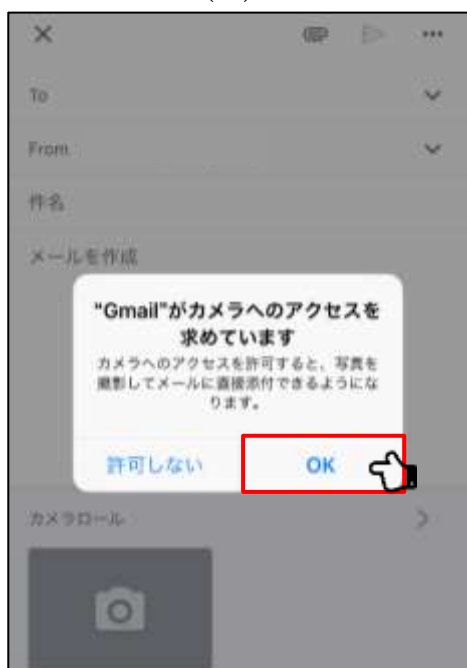 To
From
件名
メールを作成
"Gmail"がカメラへのアクセスを
求めています
カメラへのアクセスを許可すると、写真を
撮影してメールに直接添付できるようにな
ります。
許可しない
OK
カメラロール